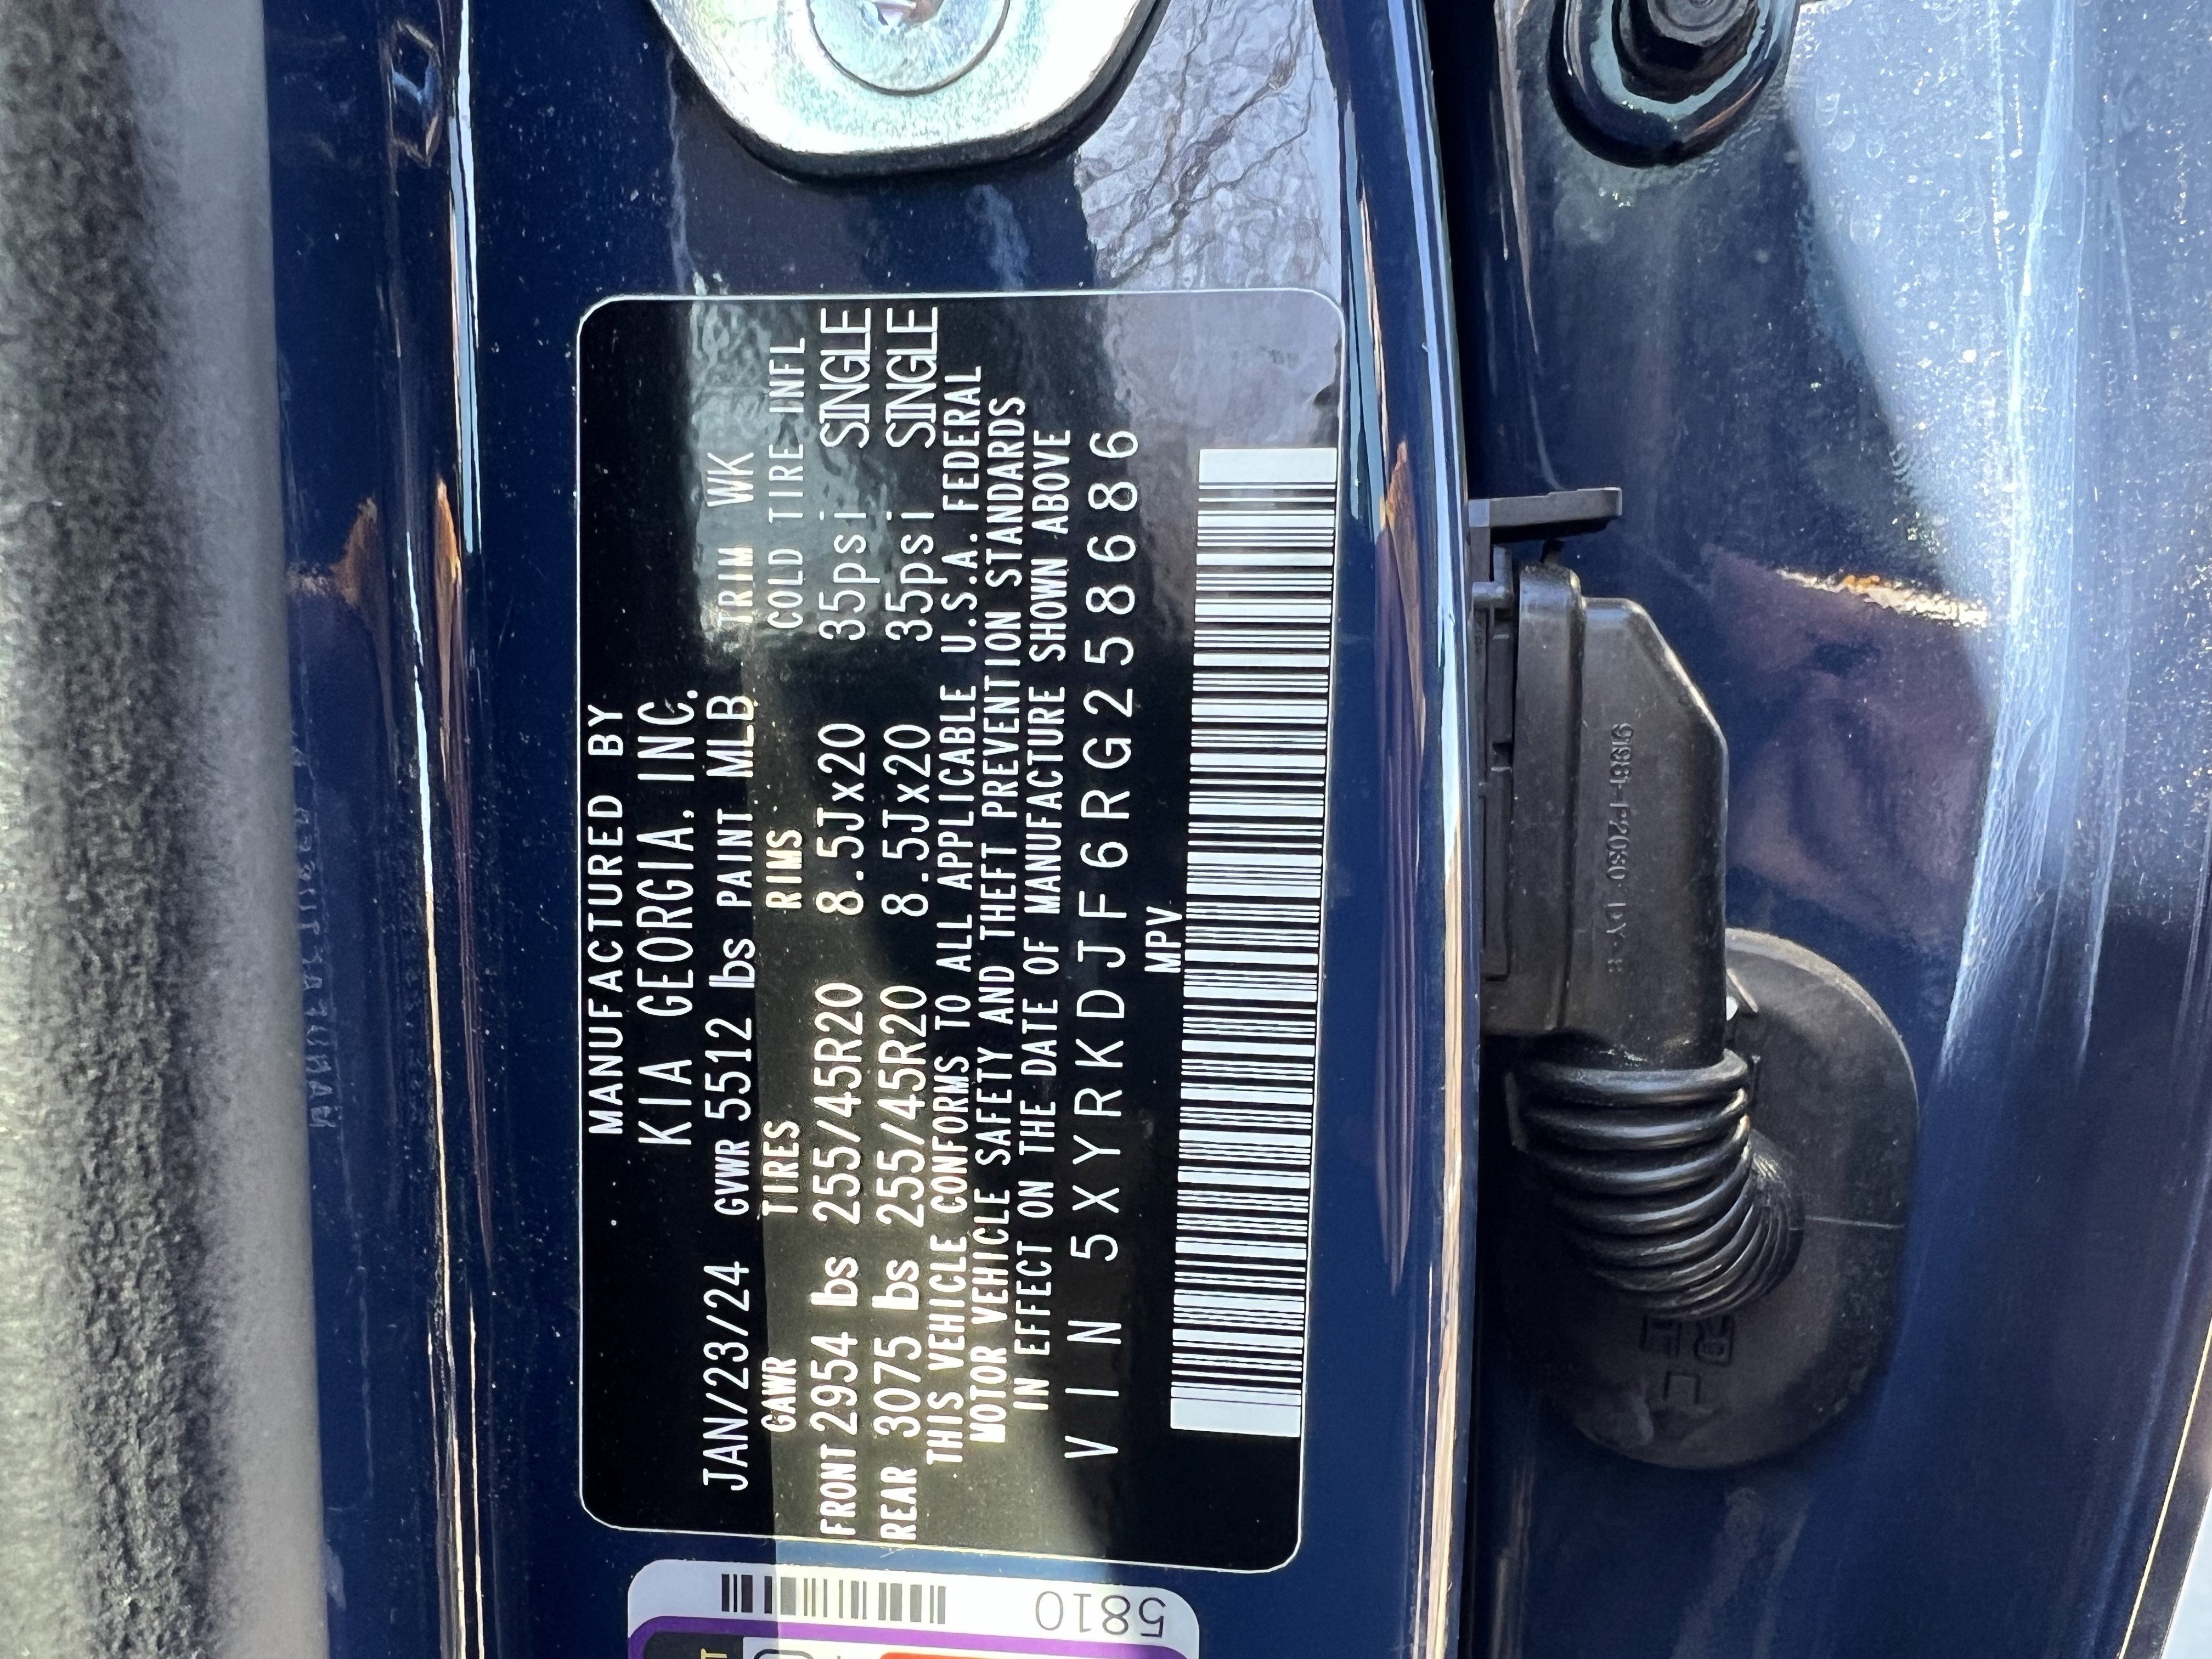 MANUFACTURED BY
KIA GEORGIA, INC.
JAN/23/24 GVWR 5512 lbs PAINT MLB TRIM WK
GAWR TIRES RIMS COLD TIRE INFL
FRONT 2954 lbs 255/45R20 8.5Jx20 35psi SINGLE
REAR 3075 lbs 255/45R20 8.5Jx20 35psi SINGLE
THIS VEHICLE CONFORMS TO ALL APPLICABLE U.S.A. FEDERAL
MOTOR VEHICLE SAFETY AND THEFT PREVENTION STANDARDS
IN EFFECT ON THE DATE OF MANUFACTURE SHOWN ABOVE
VIN 5XYRKDJF6RG258686
MPV
5810